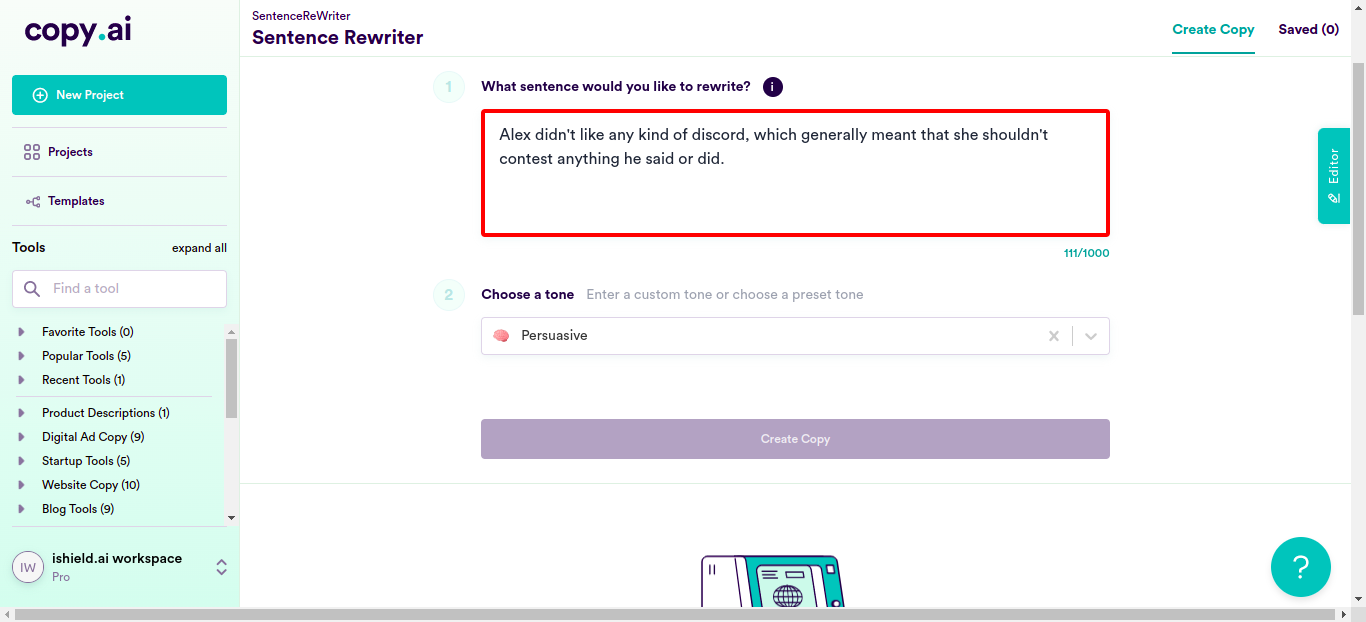 copy.ai
SentenceReWriter
Sentence Rewriter
Create Copy
Saved (0)
New Project
Projects
Templates
Tools
expand all
Find a tool
Favorite Tools (0)
Popular Tools (5)
Recent Tools (1)
Product Descriptions (1)
Digital Ad Copy (9)
Startup Tools (5)
Website Copy (10)
Blog Tools (9)
IW
ishield.ai workspace
Pro
1
What sentence would you like to rewrite?
i
Alex didn't like any kind of discord, which generally meant that she shouldn't
contest anything he said or did.
111/1000
2
Choose a tone
Enter a custom tone or choose a preset tone
Persuasive
Create Copy
Editor
?